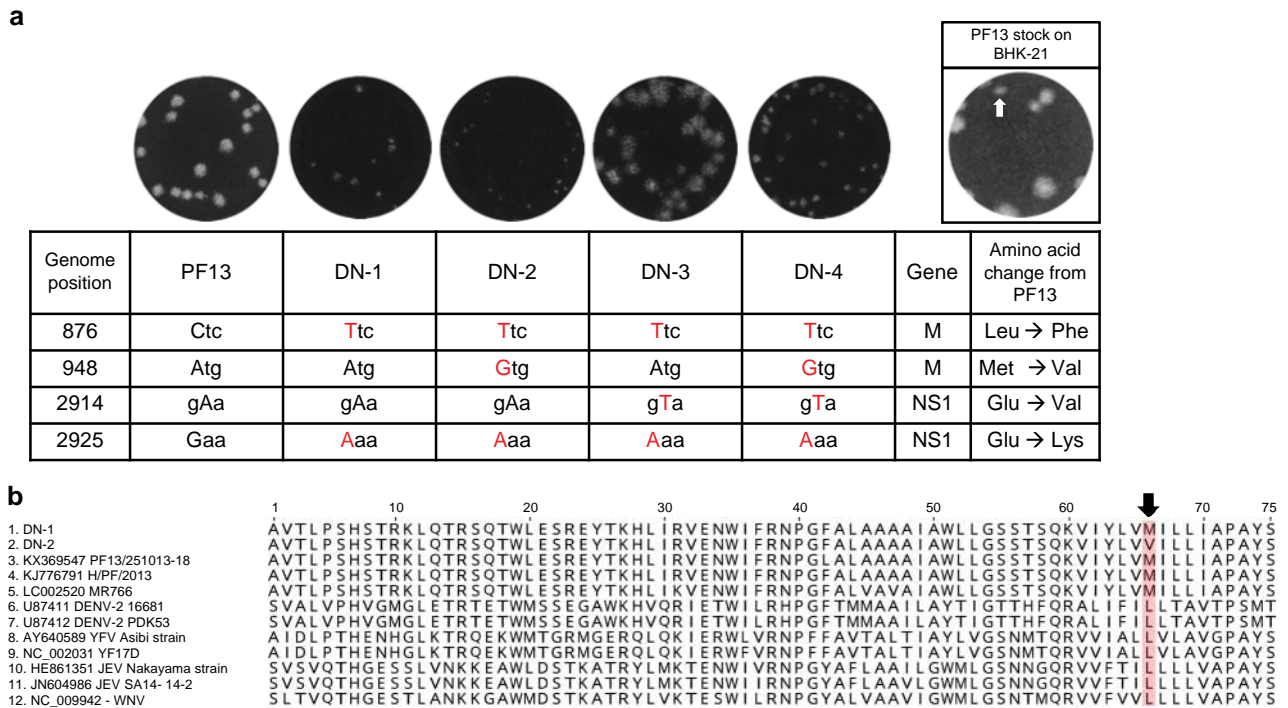 a
PF13 stock on
BHK-21
Genome position PF13 DN-1 DN-2 DN-3 DN-4 Gene Amino acid change from PF13
876 Ctc Ttc Ttc Ttc Ttc M Leu → Phe
948 Atg Atg Gtg Atg Gtg M Met → Val
2914 gAa gAa gAa gTa gTa NS1 Glu → Val
2925 Gaa Aaa Aaa Aaa Aaa NS1 Glu → Lys
b
1 10 20 30 40 50 60 70 75
1. DN-1 AVTLPSHSTRKLQTRSQTWLESREYTKHLIRVENWIFRNPGFALAAAAIAWLLGSSTSQKVIYLVMILLIAPAYS
2. DN-2 AVTLPSHSTRKLQTRSQTWLESREYTKHLIRVENWIFRNPGFALAAAAIAWLLGSSTSQKVIYLVVILLIAPAYS
3. KX369547 PF13/251013-18 AVTLPSHSTRKLQTRSQTWLESREYTKHLIRVENWIFRNPGFALAAAAIAWLLGSSTSQKVIYLVMILLIAPAYS
4. KJ776791 H/PF/2013 AVTLPSHSTRKLQTRSQTWLESREYTKHLIRVENWIFRNPGFALAAAAIAWLLGSSTSQKVIYLVMILLIAPAYS
5. LC002520 MR766 AVTLPSHSTRKLQTRSQTWLESREYTKHLIKVENWIFRNPGFALVAVAIAWLLGSSTSQKVIYLVMILLIAPAYS
6. U87411 DENV-2 16681 SVALVPHVGMGLETRTETWMSSEGAWKHVQRIETWILRHPGFTMMAAILAYTIGTTHFQRALIFILLTAVTPSMT
7. U87412 DENV-2 PDK53 SVALVPHVGMGLETRTETWMSSEGAWKHVQRIETWILRHPGFTMMAAILAYTIGTTHFQRALIFILLTAVTPSMT
8. AY640589 YFV Asibi strain AIDLPTHENHGLKTRQEKWMTGRMGERQLQKIERWLVRNPFFAVTALTIAYLVGSNMTQRVVIALLVLAVGPAYS
9. NC_002031 YF17D AIDLPTHENHGLKTRQEKWMTGRMGERQLQKIERWFVRNPFFAVTALTIAYLVGSNMTQRVVIALLVLAVGPAYS
10. HE861351 JEV Nakayama strain SVSVQTHGESSLVNKKEAWLDSTKATRYLMKTENWIIRNPGYAFLAAILGWMLGSNNGQRVVFTILLLLVAPAYS
11. JN604986 JEV SA14- 14-2 SVSVQTHGESSLVNKKEAWLDSTKATRYLMKTENWIIRNPGYAFLAAVLGWMLGSNNGQRVVFTILLLLVAPAYS
12. NC_009942 - WNV SLTVQTHGESTLANKKGAWMDSTKATRYLVKTESWILRNPGYALVAAVIGWMLGSNTMQRVVFVVLLLLVAPAYS